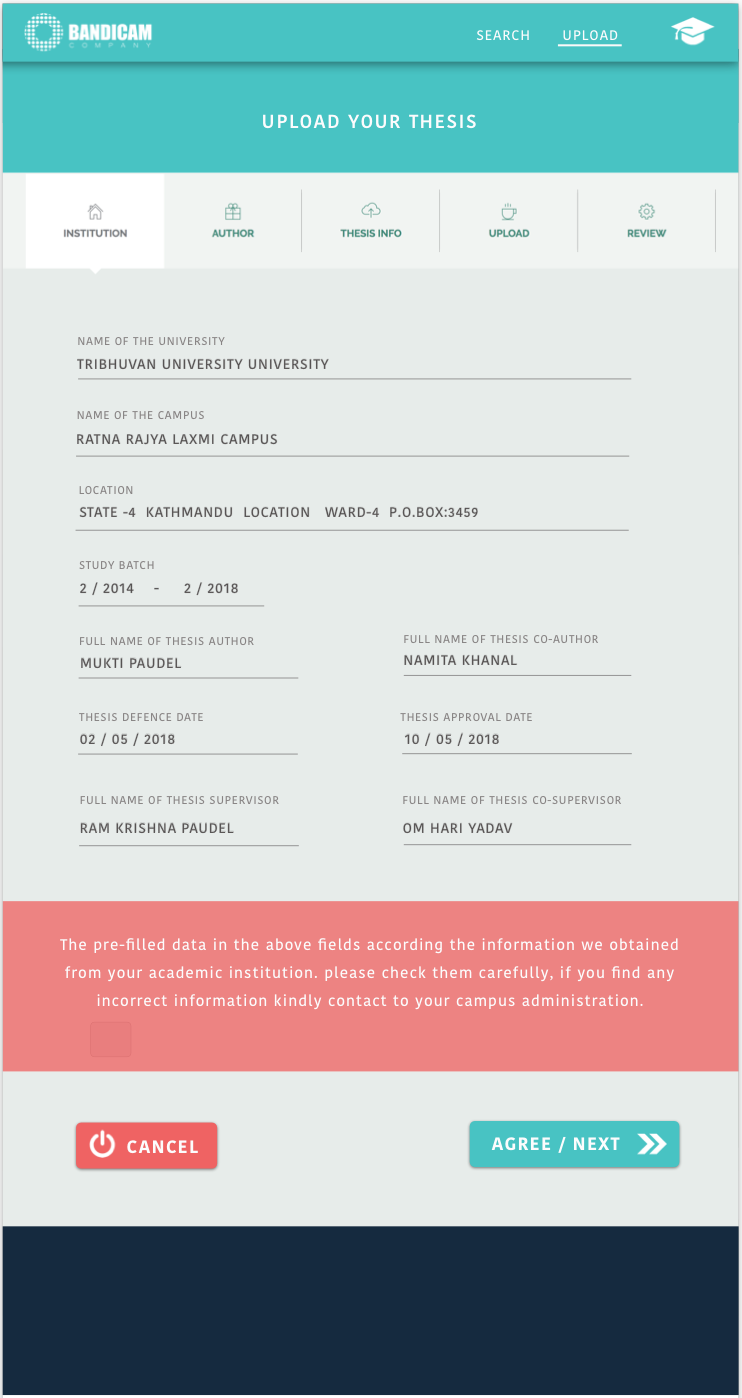 BANDICAM
COMPANY
SEARCH UPLOAD
UPLOAD YOUR THESIS
INSTITUTION AUTHOR THESIS INFO UPLOAD REVIEW
NAME OF THE UNIVERSITY
TRIBHUVAN UNIVERSITY UNIVERSITY
NAME OF THE CAMPUS
RATNA RAJYA LAXMI CAMPUS
LOCATION
STATE -4 KATHMANDU LOCATION WARD-4 P.O.BOX:3459
STUDY BATCH
2 / 2014 - 2 / 2018
FULL NAME OF THESIS AUTHOR FULL NAME OF THESIS CO-AUTHOR
MUKTI PAUDEL NAMITA KHANAL
THESIS DEFENCE DATE THESIS APPROVAL DATE
02 / 05 / 2018 10 / 05 / 2018
FULL NAME OF THESIS SUPERVISOR FULL NAME OF THESIS CO-SUPERVISOR
RAM KRISHNA PAUDEL OM HARI YADAV
The pre-filled data in the above fields according the information we obtained
from your academic institution. please check them carefully, if you find any
incorrect information kindly contact to your campus administration.
CANCEL AGREE / NEXT